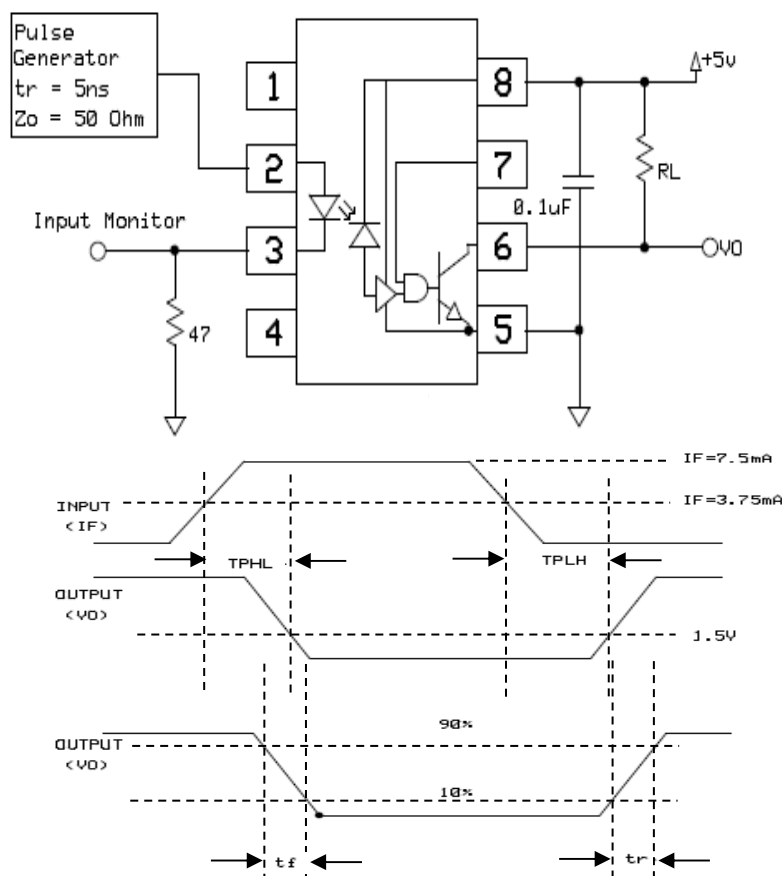 Pulse
Generator
tr = 5ns
Zo = 50 Ohm
1
2
3
4
8
7
6
5
+5v
RL
0.1uF
VO
Input Monitor
47
IF=7.5mA
INPUT
(IF)
IF=3.75mA
TPHL
TPLH
OUTPUT
(VO)
1.5V
90%
OUTPUT
(VO)
10%
tf
tr